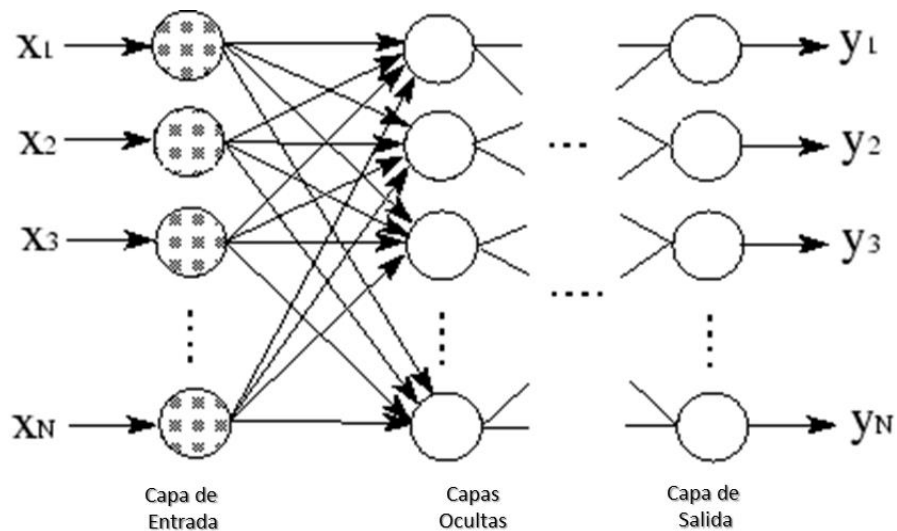 x1 y1
x2 y2
x3 y3
xN yN
Capa de Entrada
Capas Ocultas
Capa de Salida